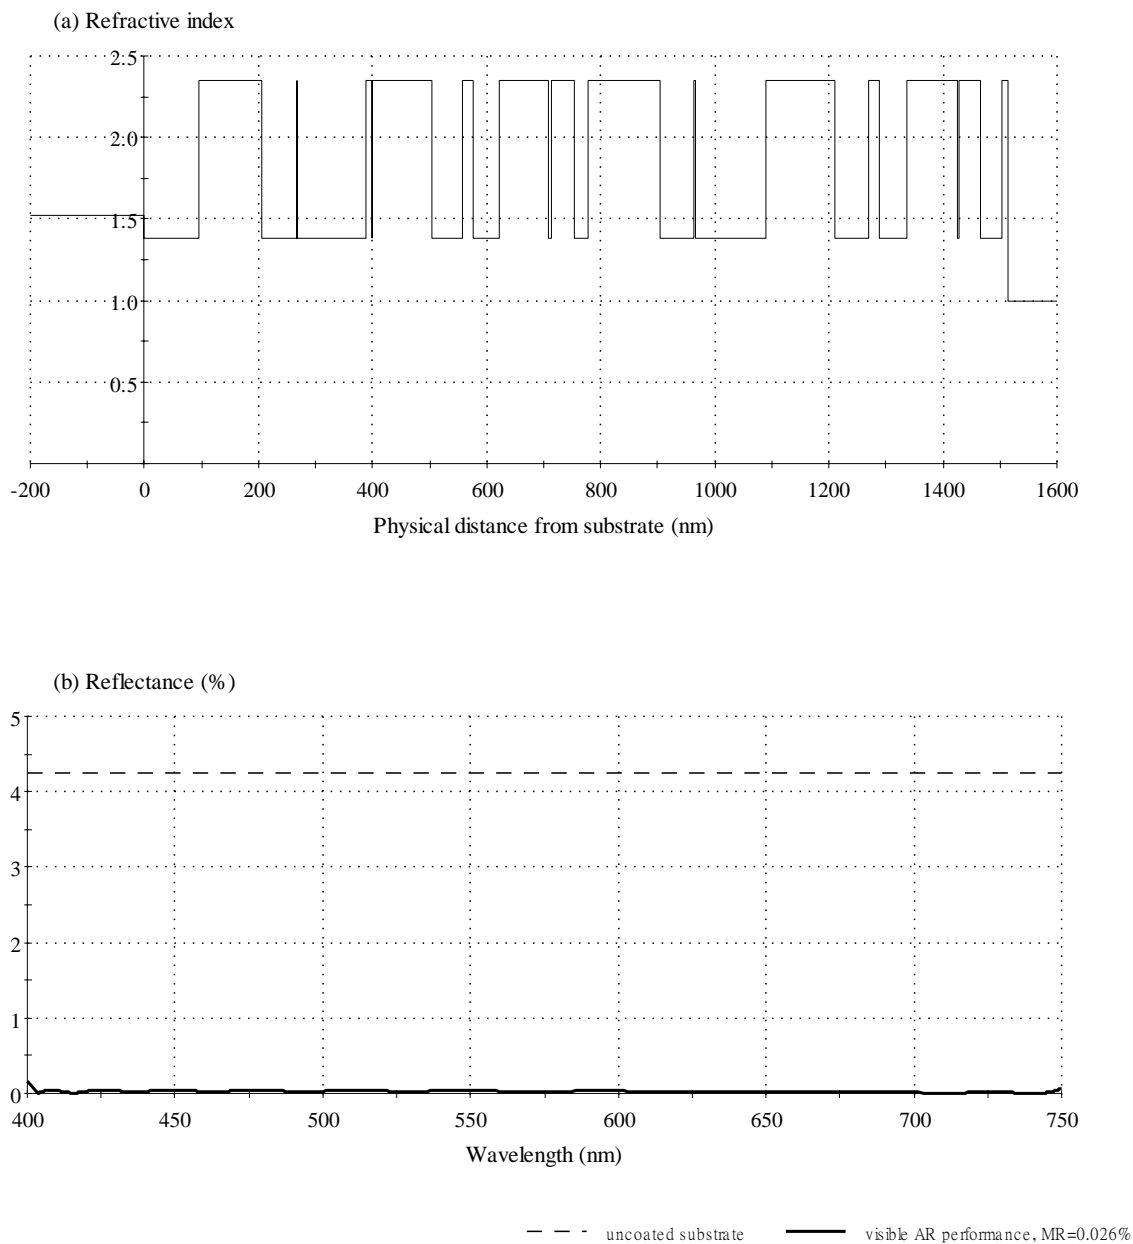 (a) Refractive index
2.5
2.0
1.5
1.0
0.5
-200 0 200 400 600 800 1000 1200 1400 1600
Physical distance from substrate (nm)
(b) Reflectance (%)
5
4
3
2
1
0
400 450 500 550 600 650 700 750
Wavelength (nm)
uncoated substrate visible AR performance, MR=0.026%